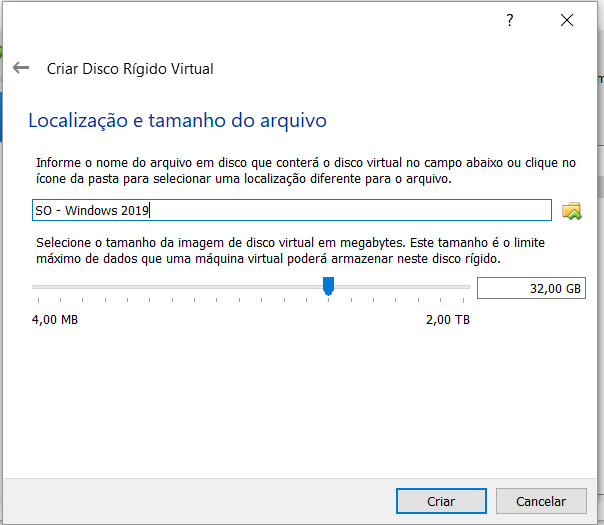 ?
Criar Disco Rígido Virtual
Localização e tamanho do arquivo
Informe o nome do arquivo em disco que conterá o disco virtual no campo abaixo ou clique no
ícone da pasta para selecionar uma localização diferente para o arquivo.
SO - Windows 2019
Selecione o tamanho da imagem de disco virtual em megabytes. Este tamanho é o limite
máximo de dados que uma máquina virtual poderá armazenar neste disco rígido.
32,00 GB
4,00 MB
2,00 TB
Criar
Cancelar